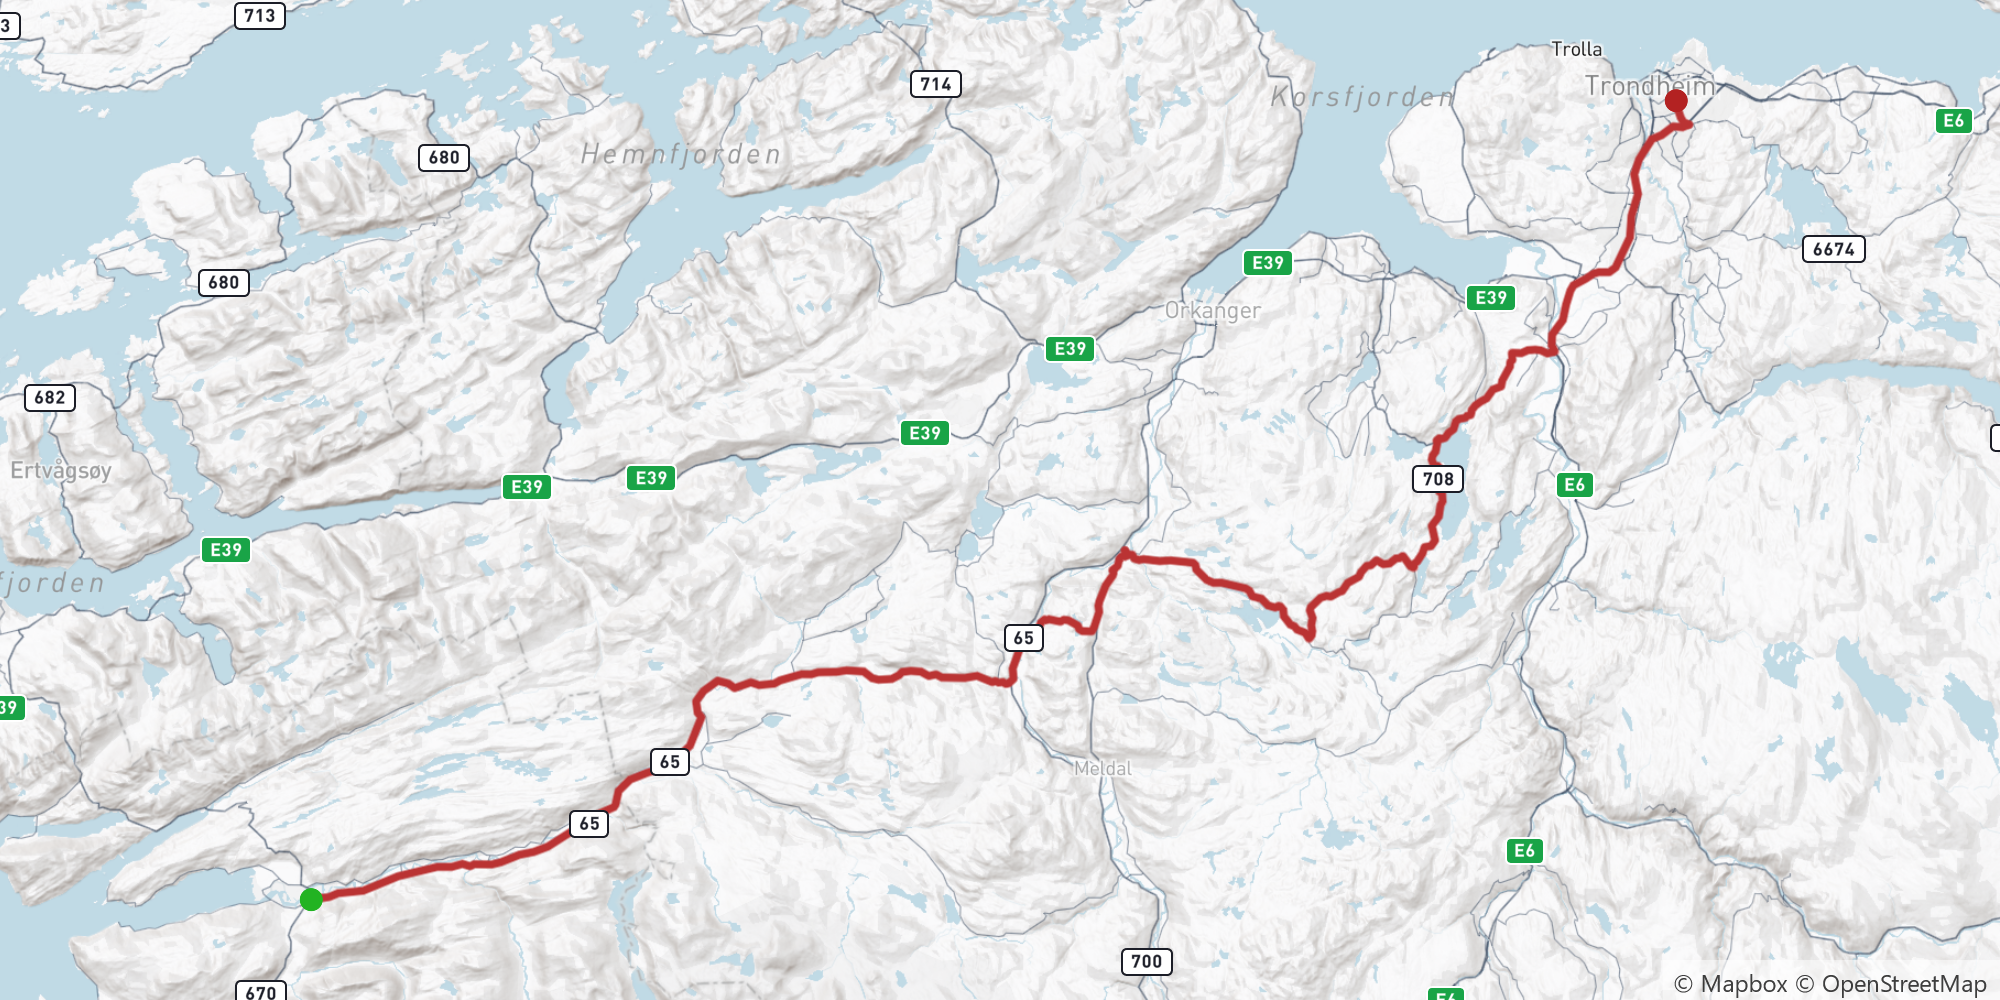 713
3
Trolla
714
Trondheim
Korsfjorden
E6
680
Hemnfjorden
6674
E39
680
E39
Orkanger
E39
682
E39
Ertvågsøy
E39
E39
708
E6
E39
fjorden
65
39
65
Meldal
65
E6
700
670
E6
© Mapbox © OpenStreetMap